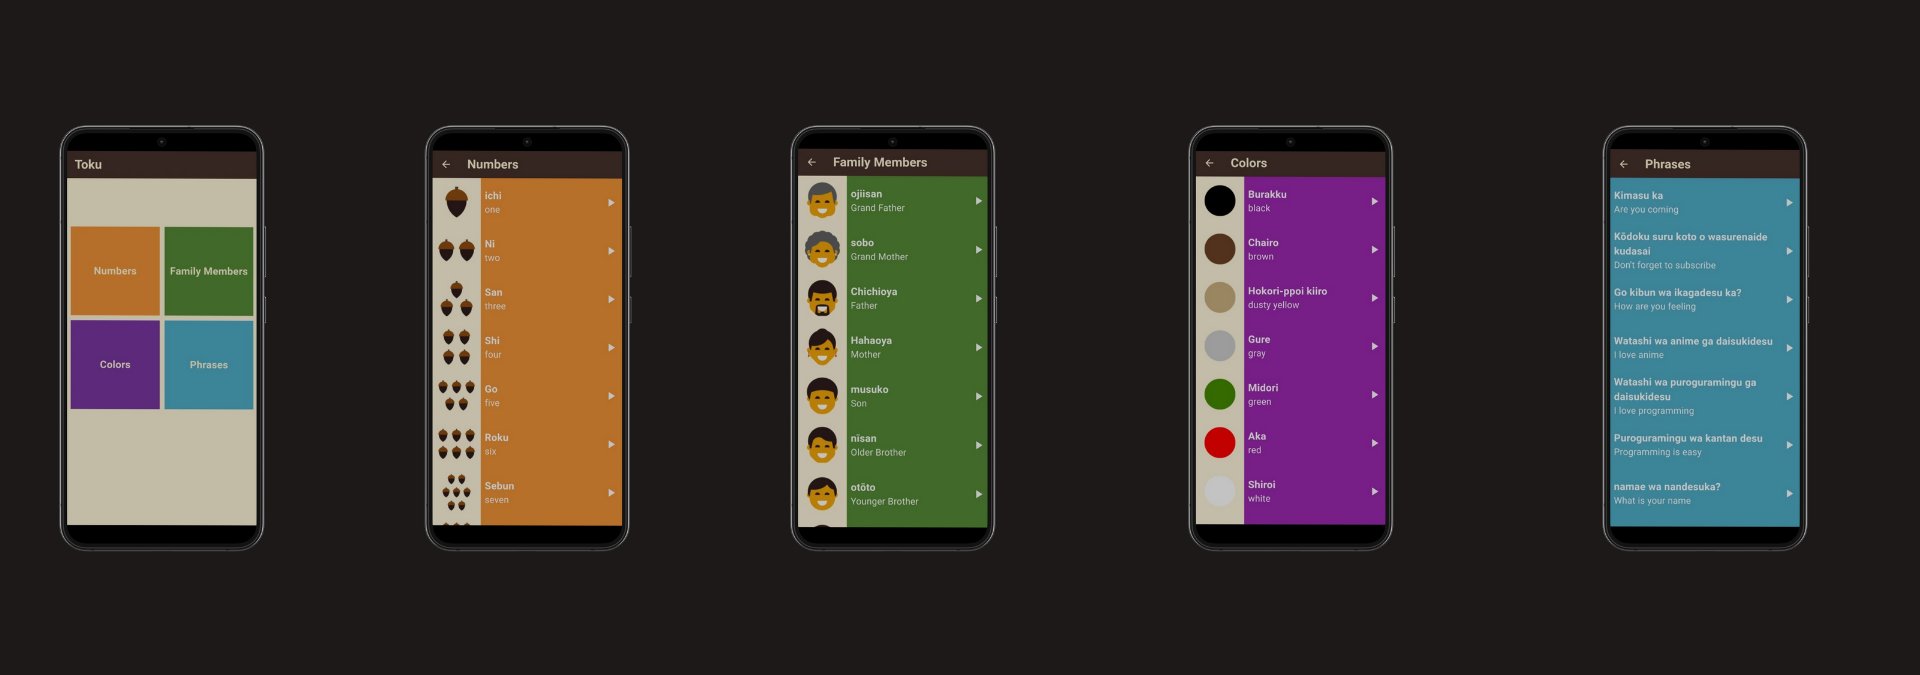 Toku
Numbers
Family Members
Colors
Phrases
Numbers
ichi
one
Ni
two
San
three
Shi
four
Go
five
Roku
six
Sebun
seven
Family Members
ojiisan
Grand Father
sobo
Grand Mother
Chichioya
Father
Hahaoya
Mother
musuko
Son
nīsan
Older Brother
otōto
Younger Brother
Colors
Burakku
black
Chairo
brown
Hokori-ppoi kiiro
dusty yellow
Gure
gray
Midori
green
Aka
red
Shiroi
white
Phrases
Kimasu ka
Are you coming
Kōdoku suru koto o wasurenaide
kudasai
Don't forget to subscribe
Go kibun wa ikagadesu ka?
How are you feeling
Watashi wa anime ga daisukidesu
I love anime
Watashi wa puroguramingu ga
daisukidesu
I love programming
Puroguramingu wa kantan desu
Programming is easy
namae wa nandesuka?
What is your name